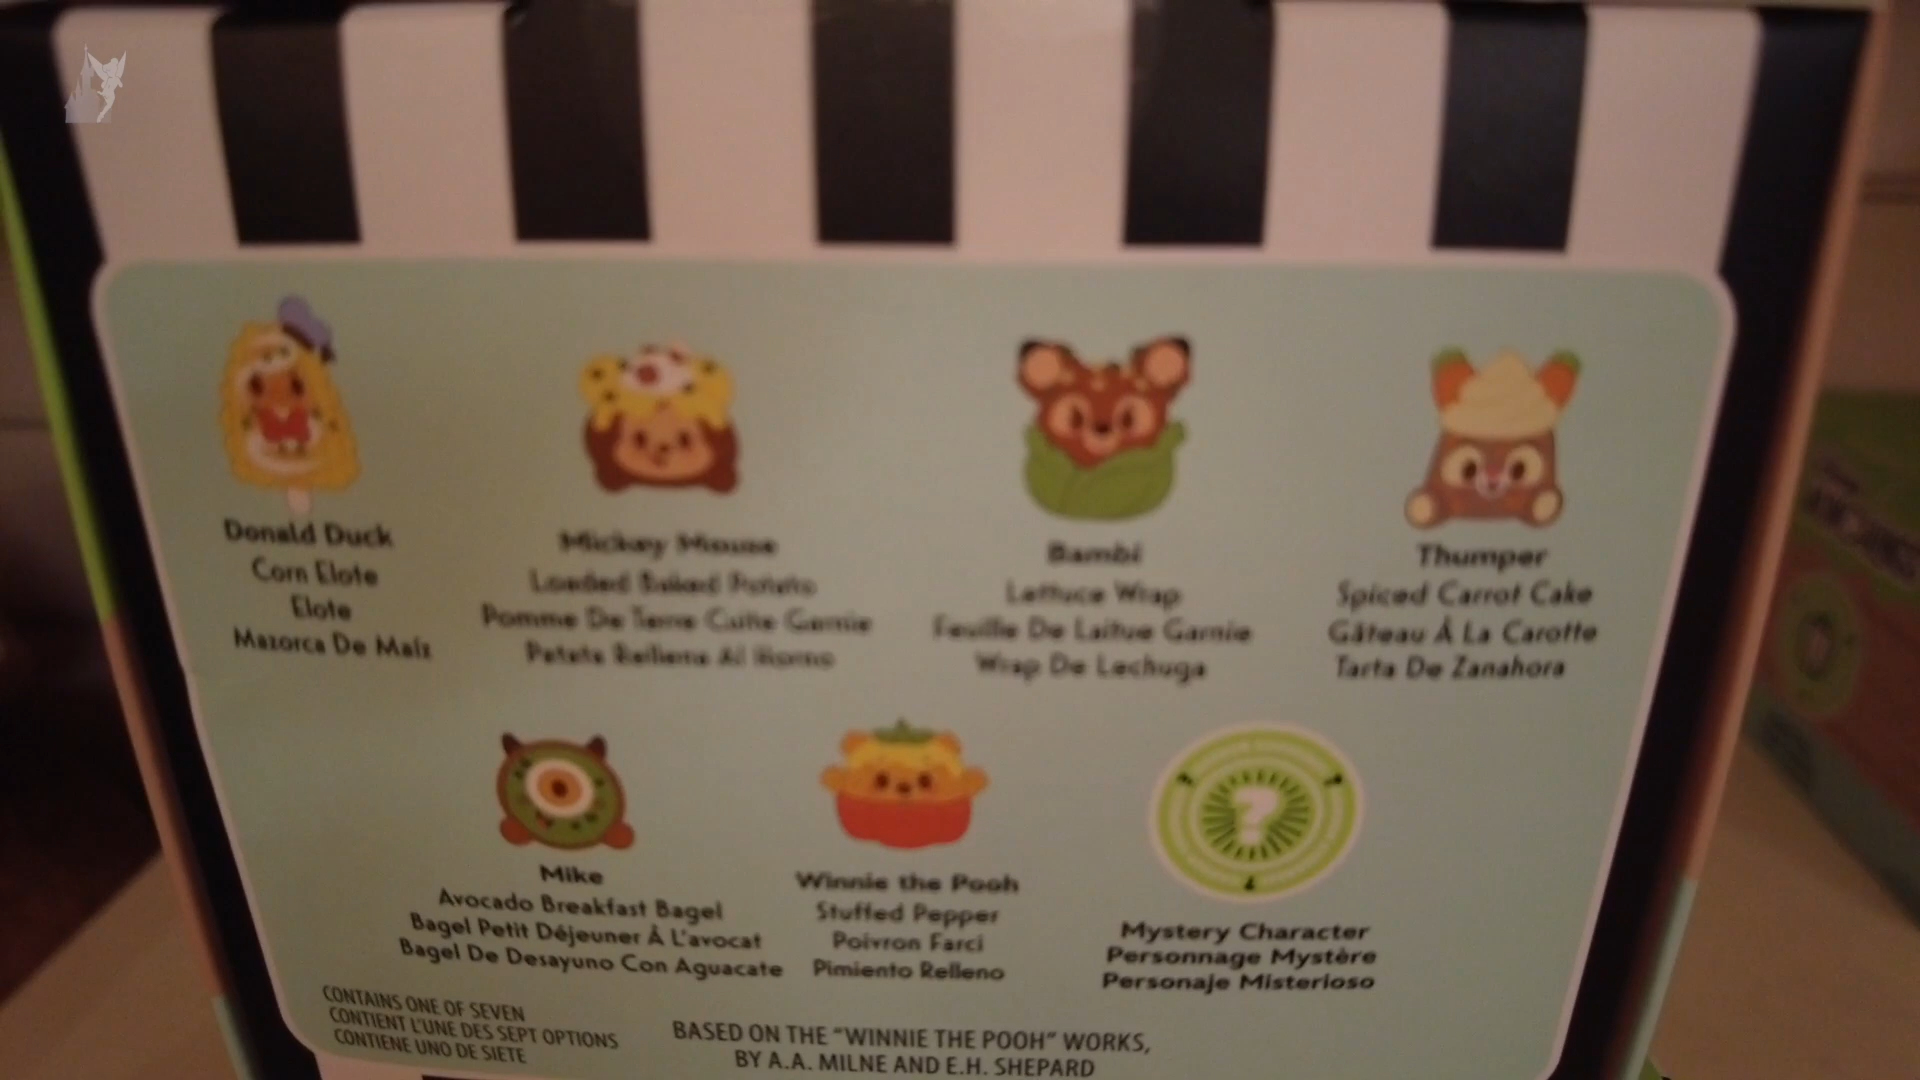 Donald Duck
Corn Elote
Elote
Mazorca De Maíz
Mickey Mouse
Loaded Baked Potato
Pomme De Terre Cuite Garnie
Patata Rellena Al Horno
Bambi
Lettuce Wrap
Feuille De Laitue Garnie
Wrap De Lechuga
Thumper
Spiced Carrot Cake
Gâteau À La Carotte
Tarta De Zanahora
Mike
Avocado Breakfast Bagel
Bagel Petit Déjeuner À L'avocat
Bagel De Desayuno Con Aguacate
Winnie the Pooh
Stuffed Pepper
Poivron Farci
Pimiento Relleno
?
Mystery Character
Personnage Mystère
Personaje Misterioso
CONTAINS ONE OF SEVEN
CONTIENT L'UNE DES SEPT OPTIONS
CONTIENE UNO DE SIETE
BASED ON THE "WINNIE THE POOH" WORKS,
BY A.A. MILNE AND E.H. SHEPARD